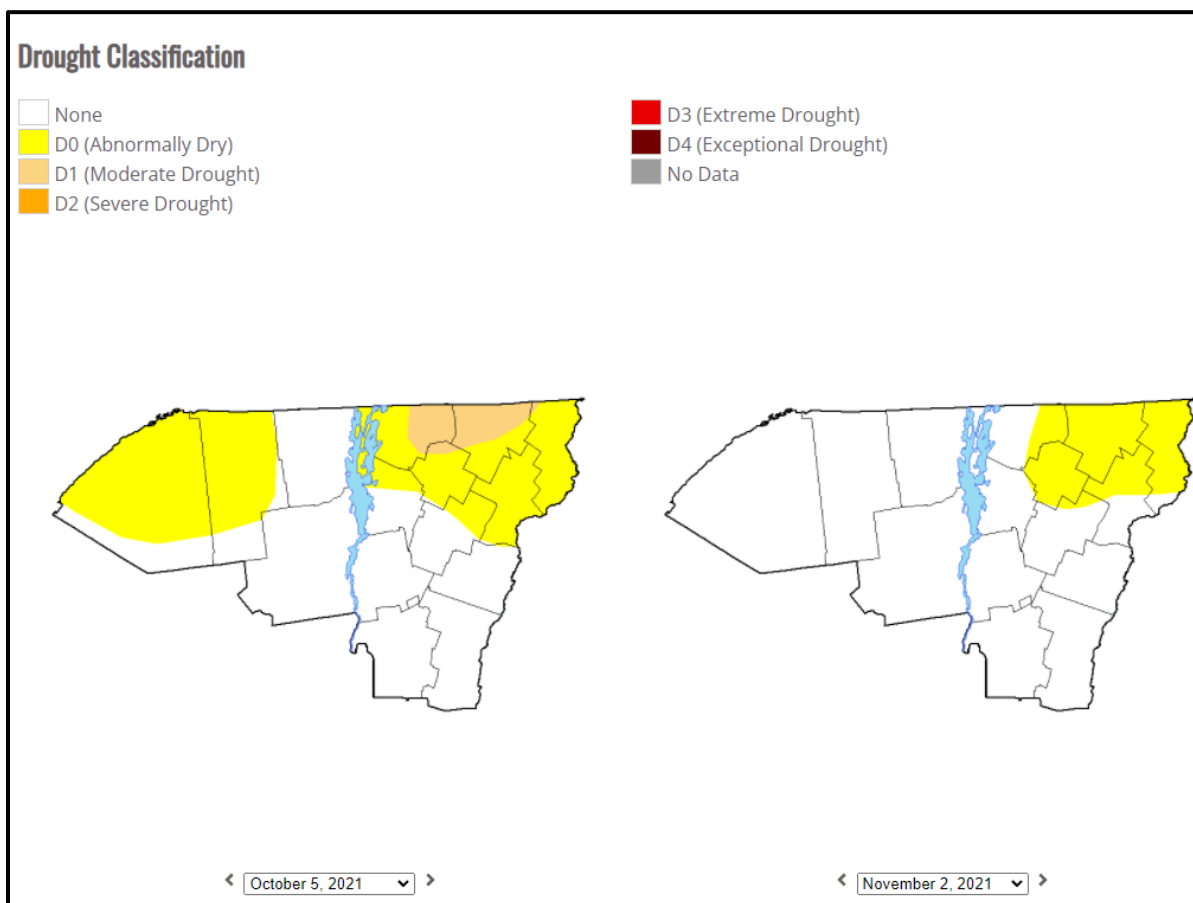 Drought Classification
None
D0 (Abnormally Dry)
D1 (Moderate Drought)
D2 (Severe Drought)
D3 (Extreme Drought)
D4 (Exceptional Drought)
No Data
October 5, 2021
November 2, 2021